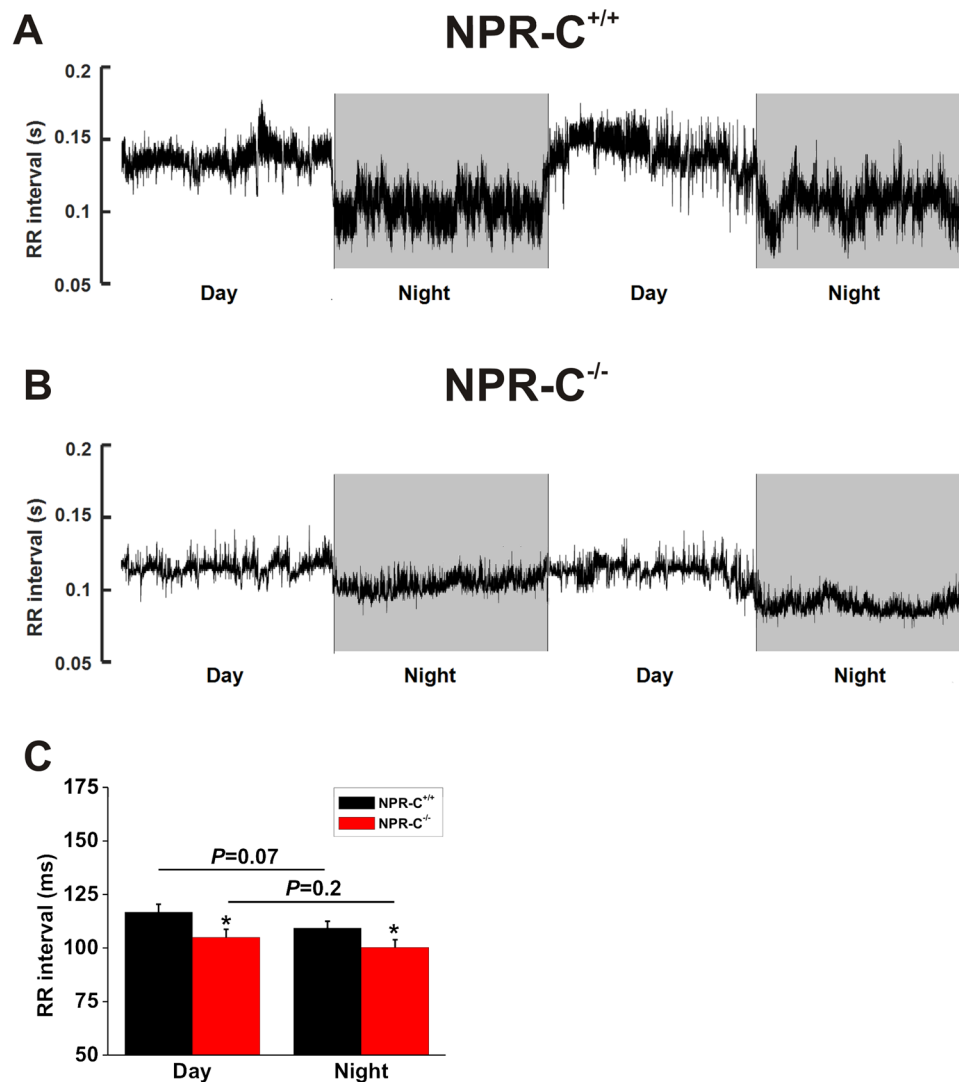 A
NPR-C+/+
0.2
0.15
0.1
0.05
RR interval (s)
Day Night Day Night
B
NPR-C-/-
0.2
0.15
0.1
0.05
RR interval (s)
Day Night Day Night
C
175
150
125
100
75
50
RR interval (ms)
NPR-C+/+
NPR-C-/-
P=0.07
P=0.2
* *
Day Night